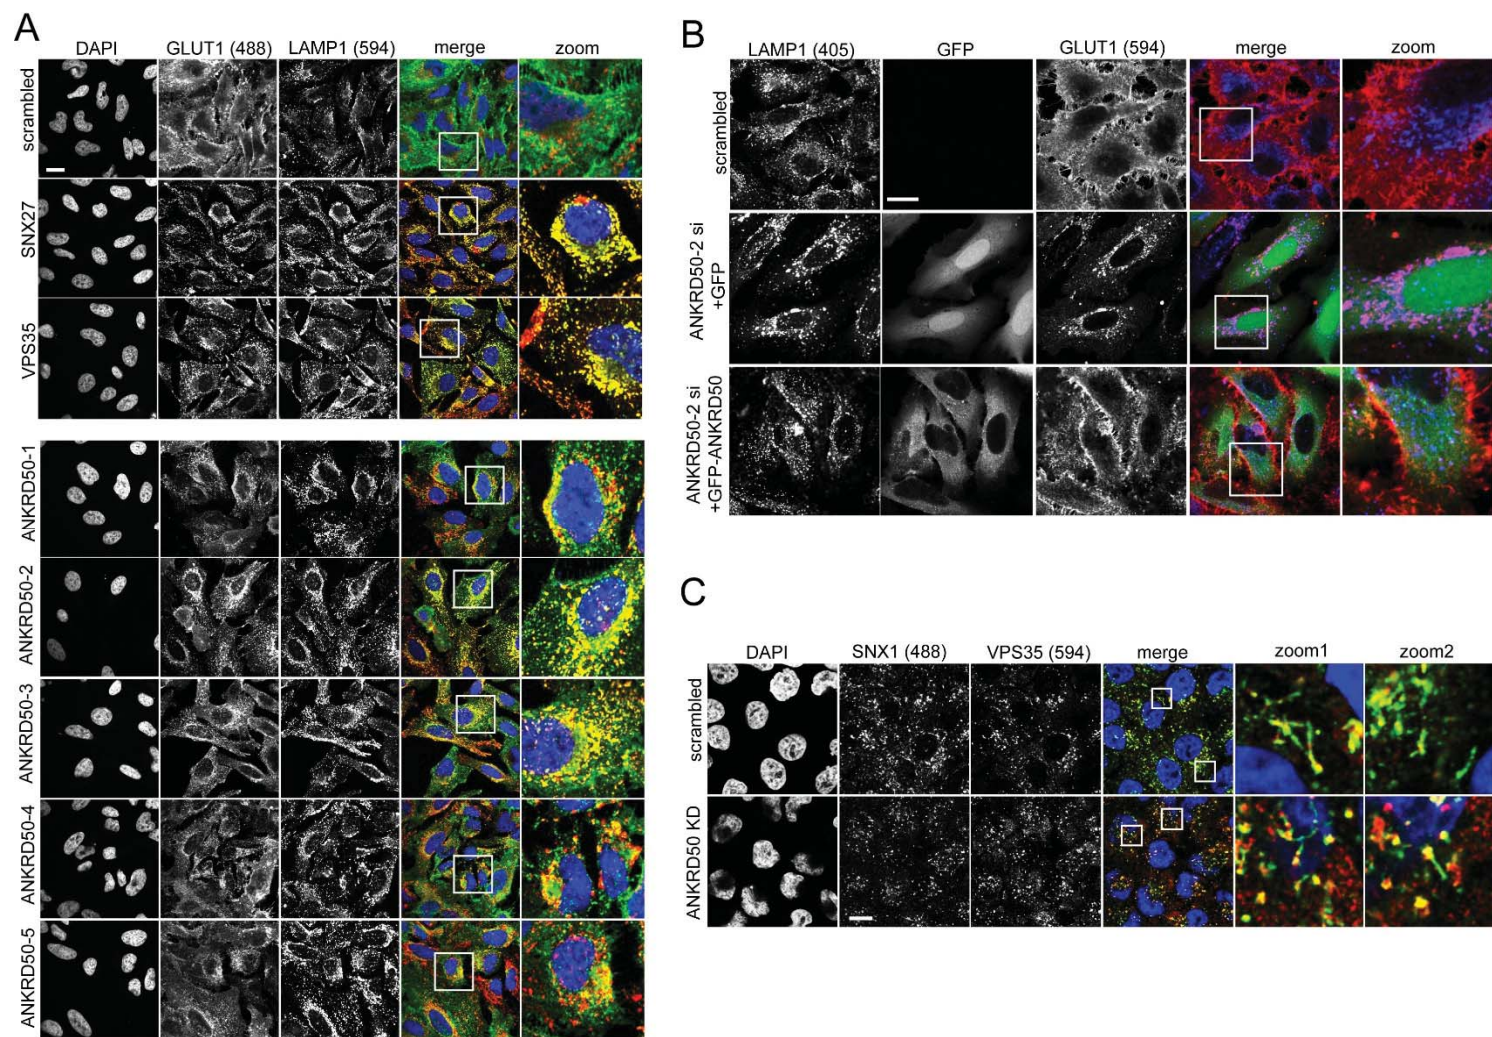 A
DAPI GLUT1 (488) LAMP1 (594) merge zoom
scrambled
SNX27
VPS35
ANKRD50-1
ANKRD50-2
ANKRD50-3
ANKRD50-4
ANKRD50-5
B
LAMP1 (405) GFP GLUT1 (594) merge zoom
scrambled
ANKRD50-2 si
+GFP
ANKRD50-2 si
+GFP-ANKRD50
C
DAPI SNX1 (488) VPS35 (594) merge zoom1 zoom2
scrambled
ANKRD50 KD